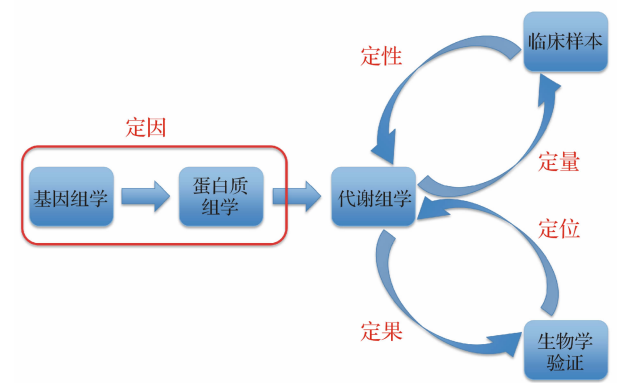 临床样本
定性
定因
定量
基因组学
蛋白质
组学
代谢组学
定位
定果
生物学
验证